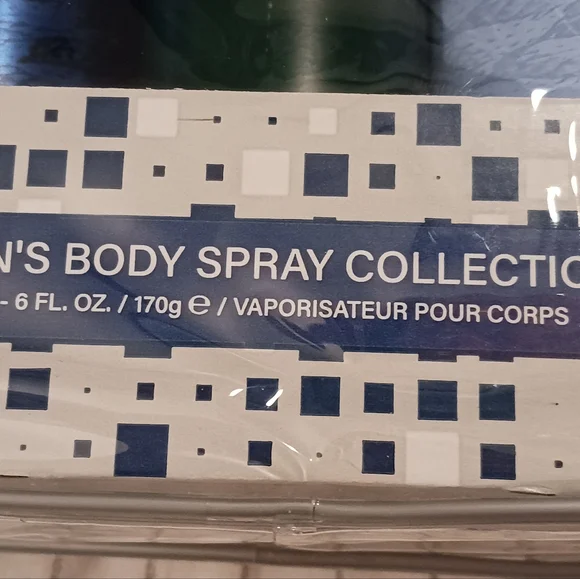 N'S BODY SPRAY COLLECTIO
- 6 FL. OZ. / 170g ℮ / VAPORISATEUR POUR CORPS